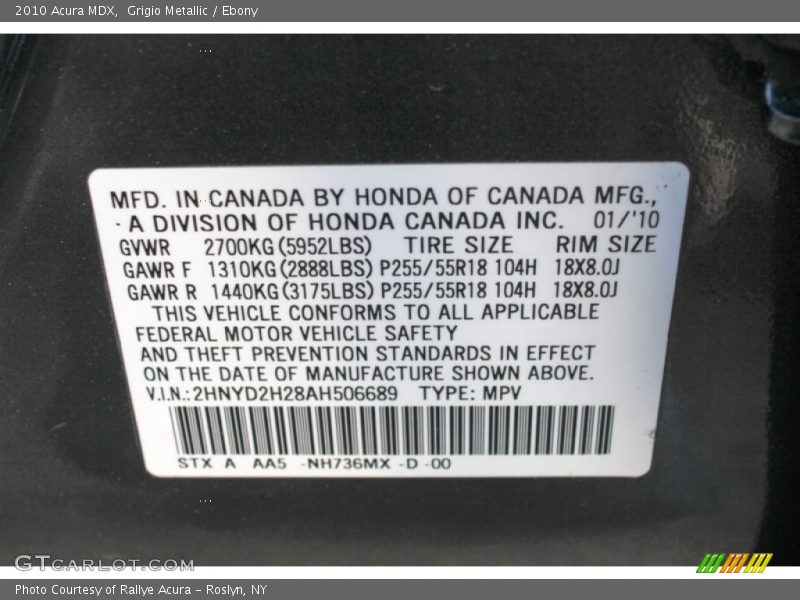 2010 Acura MDX, Grigio Metallic / Ebony
MFD. IN CANADA BY HONDA OF CANADA MFG.,
A DIVISION OF HONDA CANADA INC. 01/'10
GVWR 2700KG(5952LBS) TIRE SIZE RIM SIZE
GAWR F 1310KG(2888LBS) P255/55R18 104H 18X8.0J
GAWR R 1440KG(3175LBS) P255/55R18 104H 18X8.0J
THIS VEHICLE CONFORMS TO ALL APPLICABLE
FEDERAL MOTOR VEHICLE SAFETY
AND THEFT PREVENTION STANDARDS IN EFFECT
ON THE DATE OF MANUFACTURE SHOWN ABOVE.
V.I.N.:2HNYD2H28AH506689 TYPE: MPV
STX A AA5 -NH736MX -D -00
GTCARLOT.COM
Photo Courtesy of Rallye Acura - Roslyn, NY